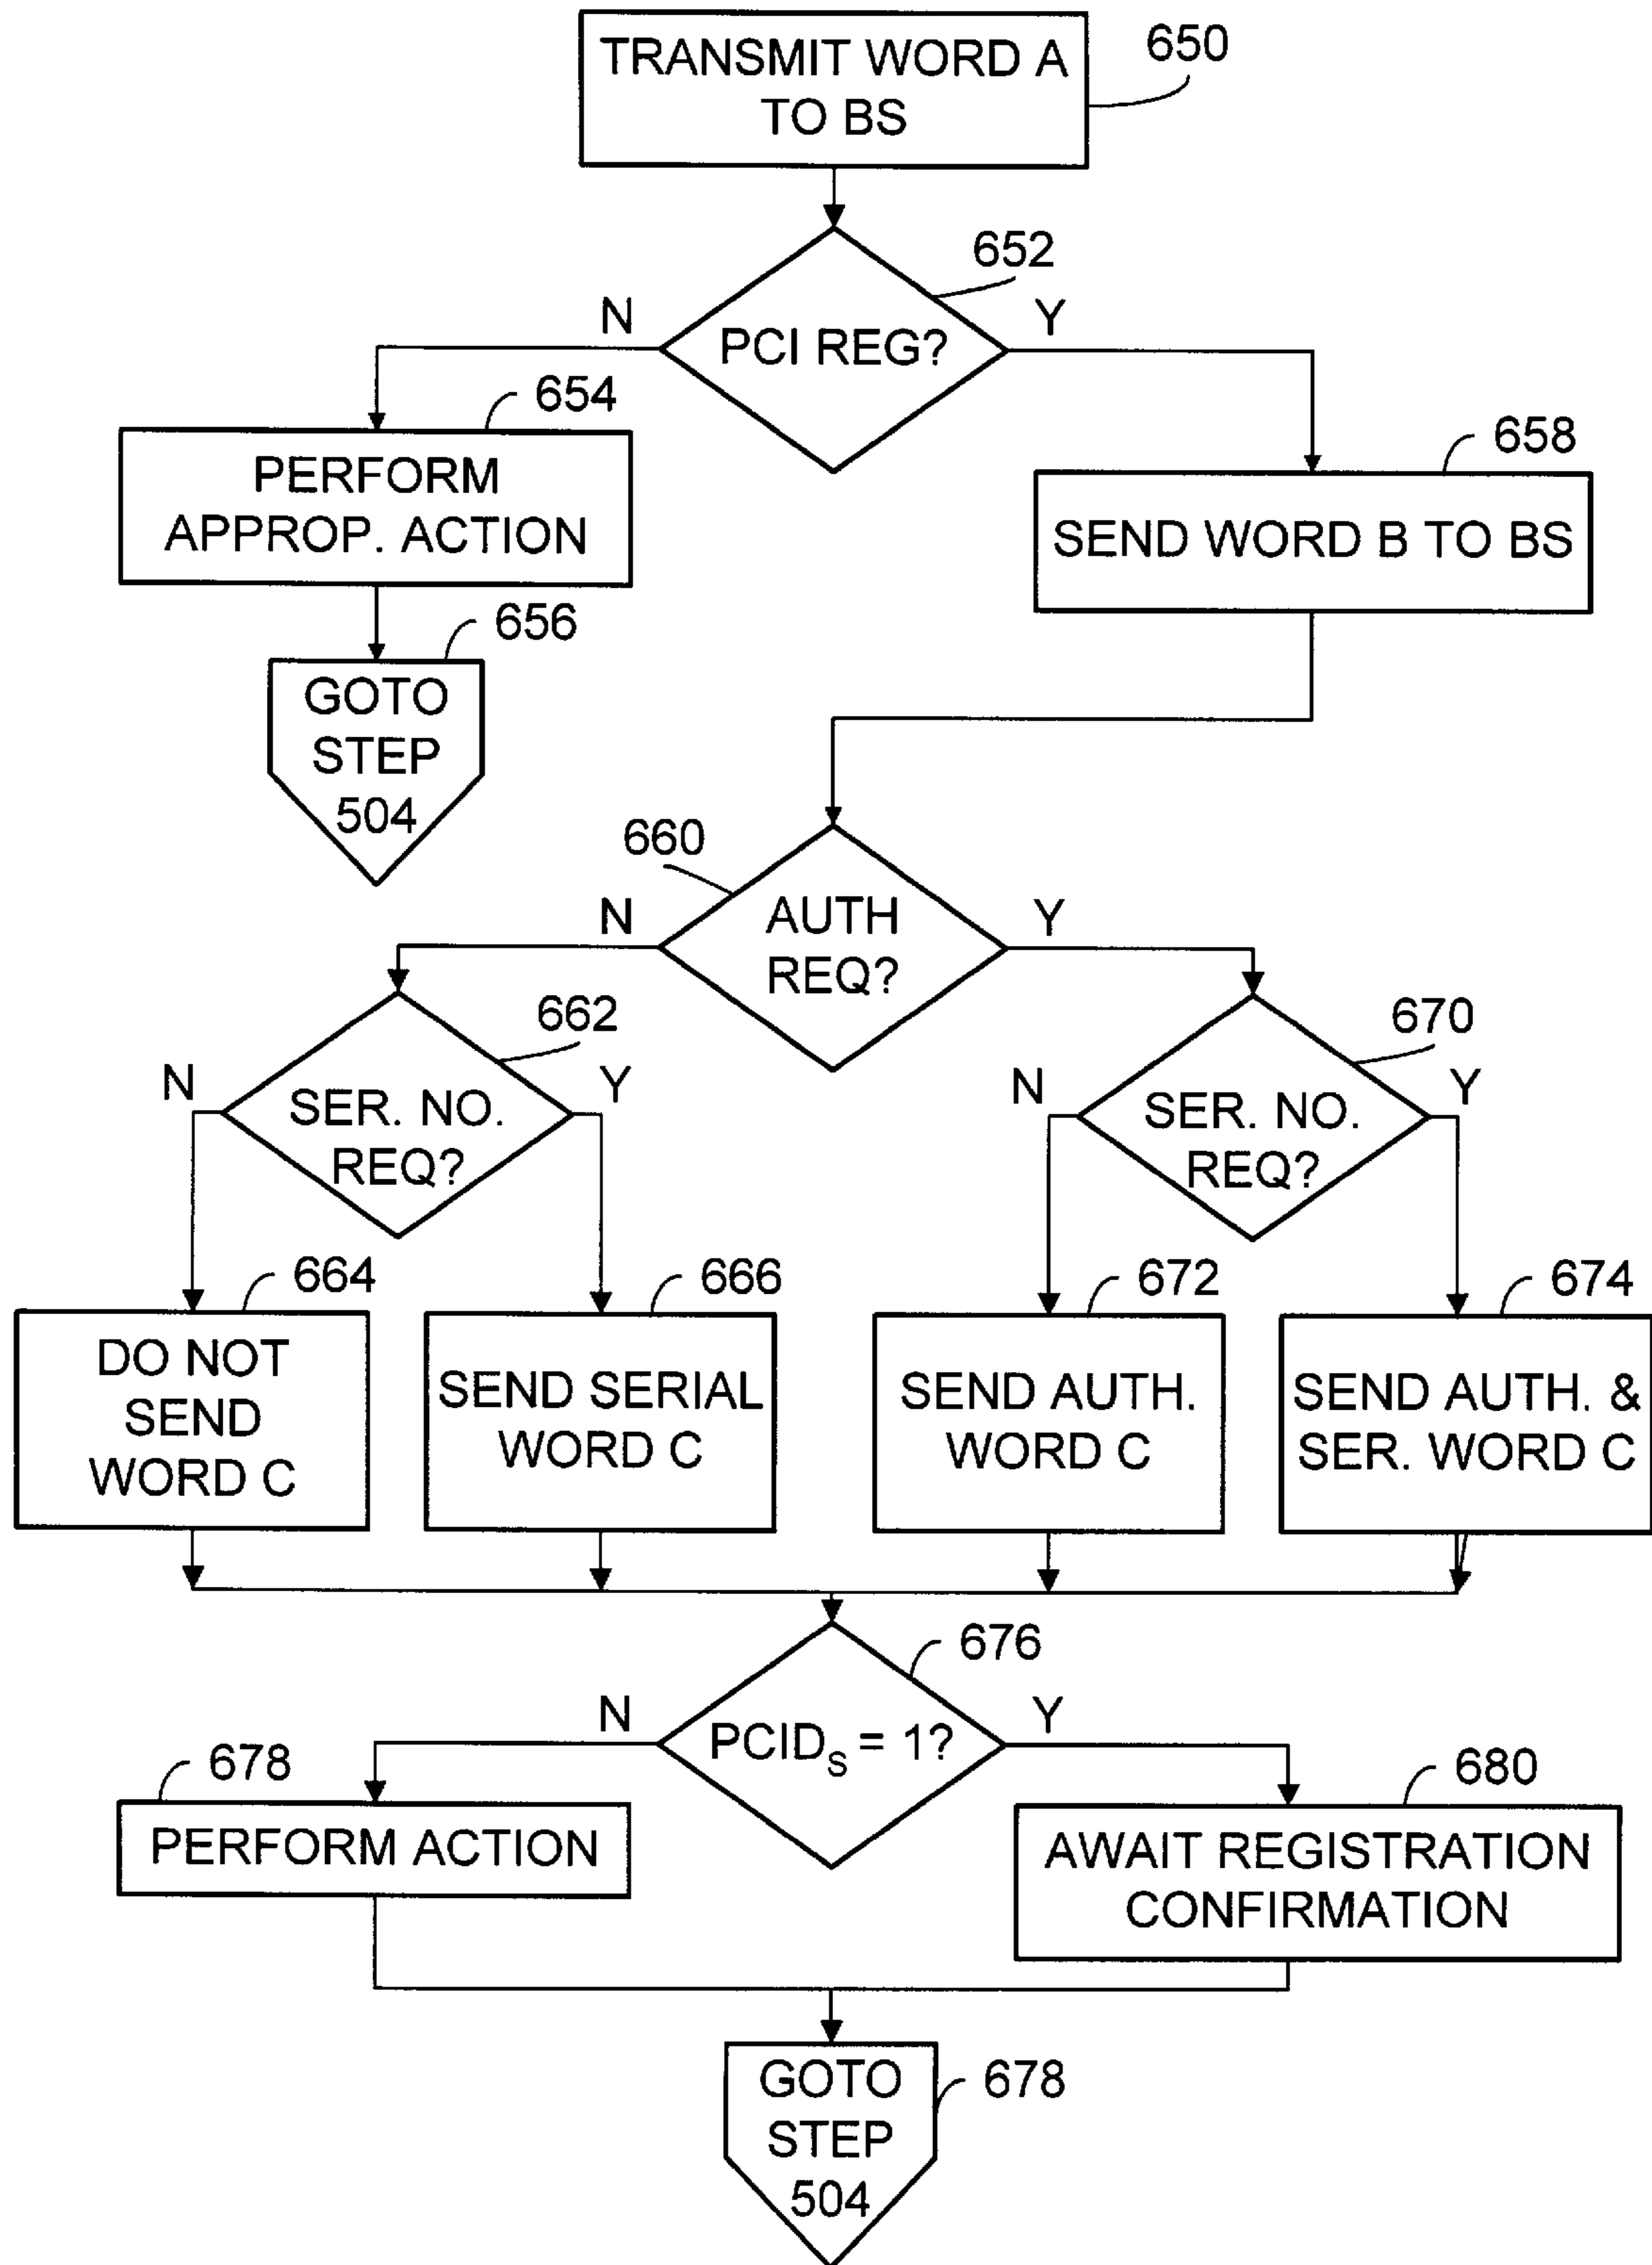 TRANSMIT WORD A
TO BS
650
652
N
PCI REG?
Y
654
PERFORM
APPROP. ACTION
658
SEND WORD B TO BS
656
GOTO
STEP
504
660
N
AUTH
REQ?
Y
662
N
SER. NO.
REQ?
Y
670
N
SER. NO.
REQ?
Y
664
DO NOT
SEND
WORD C
666
SEND SERIAL
WORD C
672
SEND AUTH.
WORD C
674
SEND AUTH. &
SER. WORD C
676
N
PCIDS = 1?
Y
678
PERFORM ACTION
680
AWAIT REGISTRATION
CONFIRMATION
GOTO
STEP
504
678